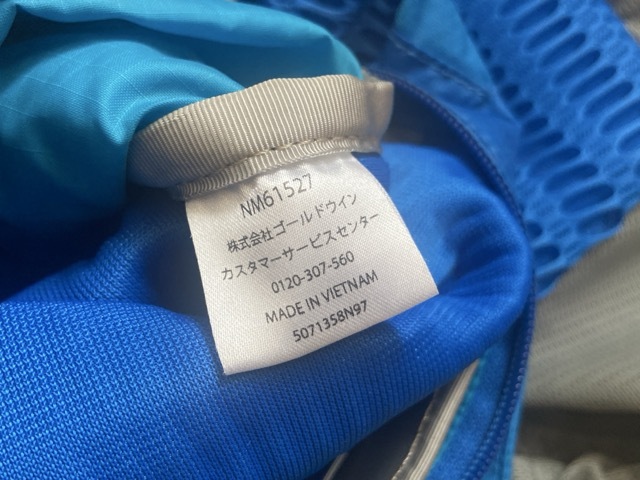 NM61527
株式会社ゴールドウイン
カスタマーサービスセンター
0120-307-560
MADE IN VIETNAM
5071358N97